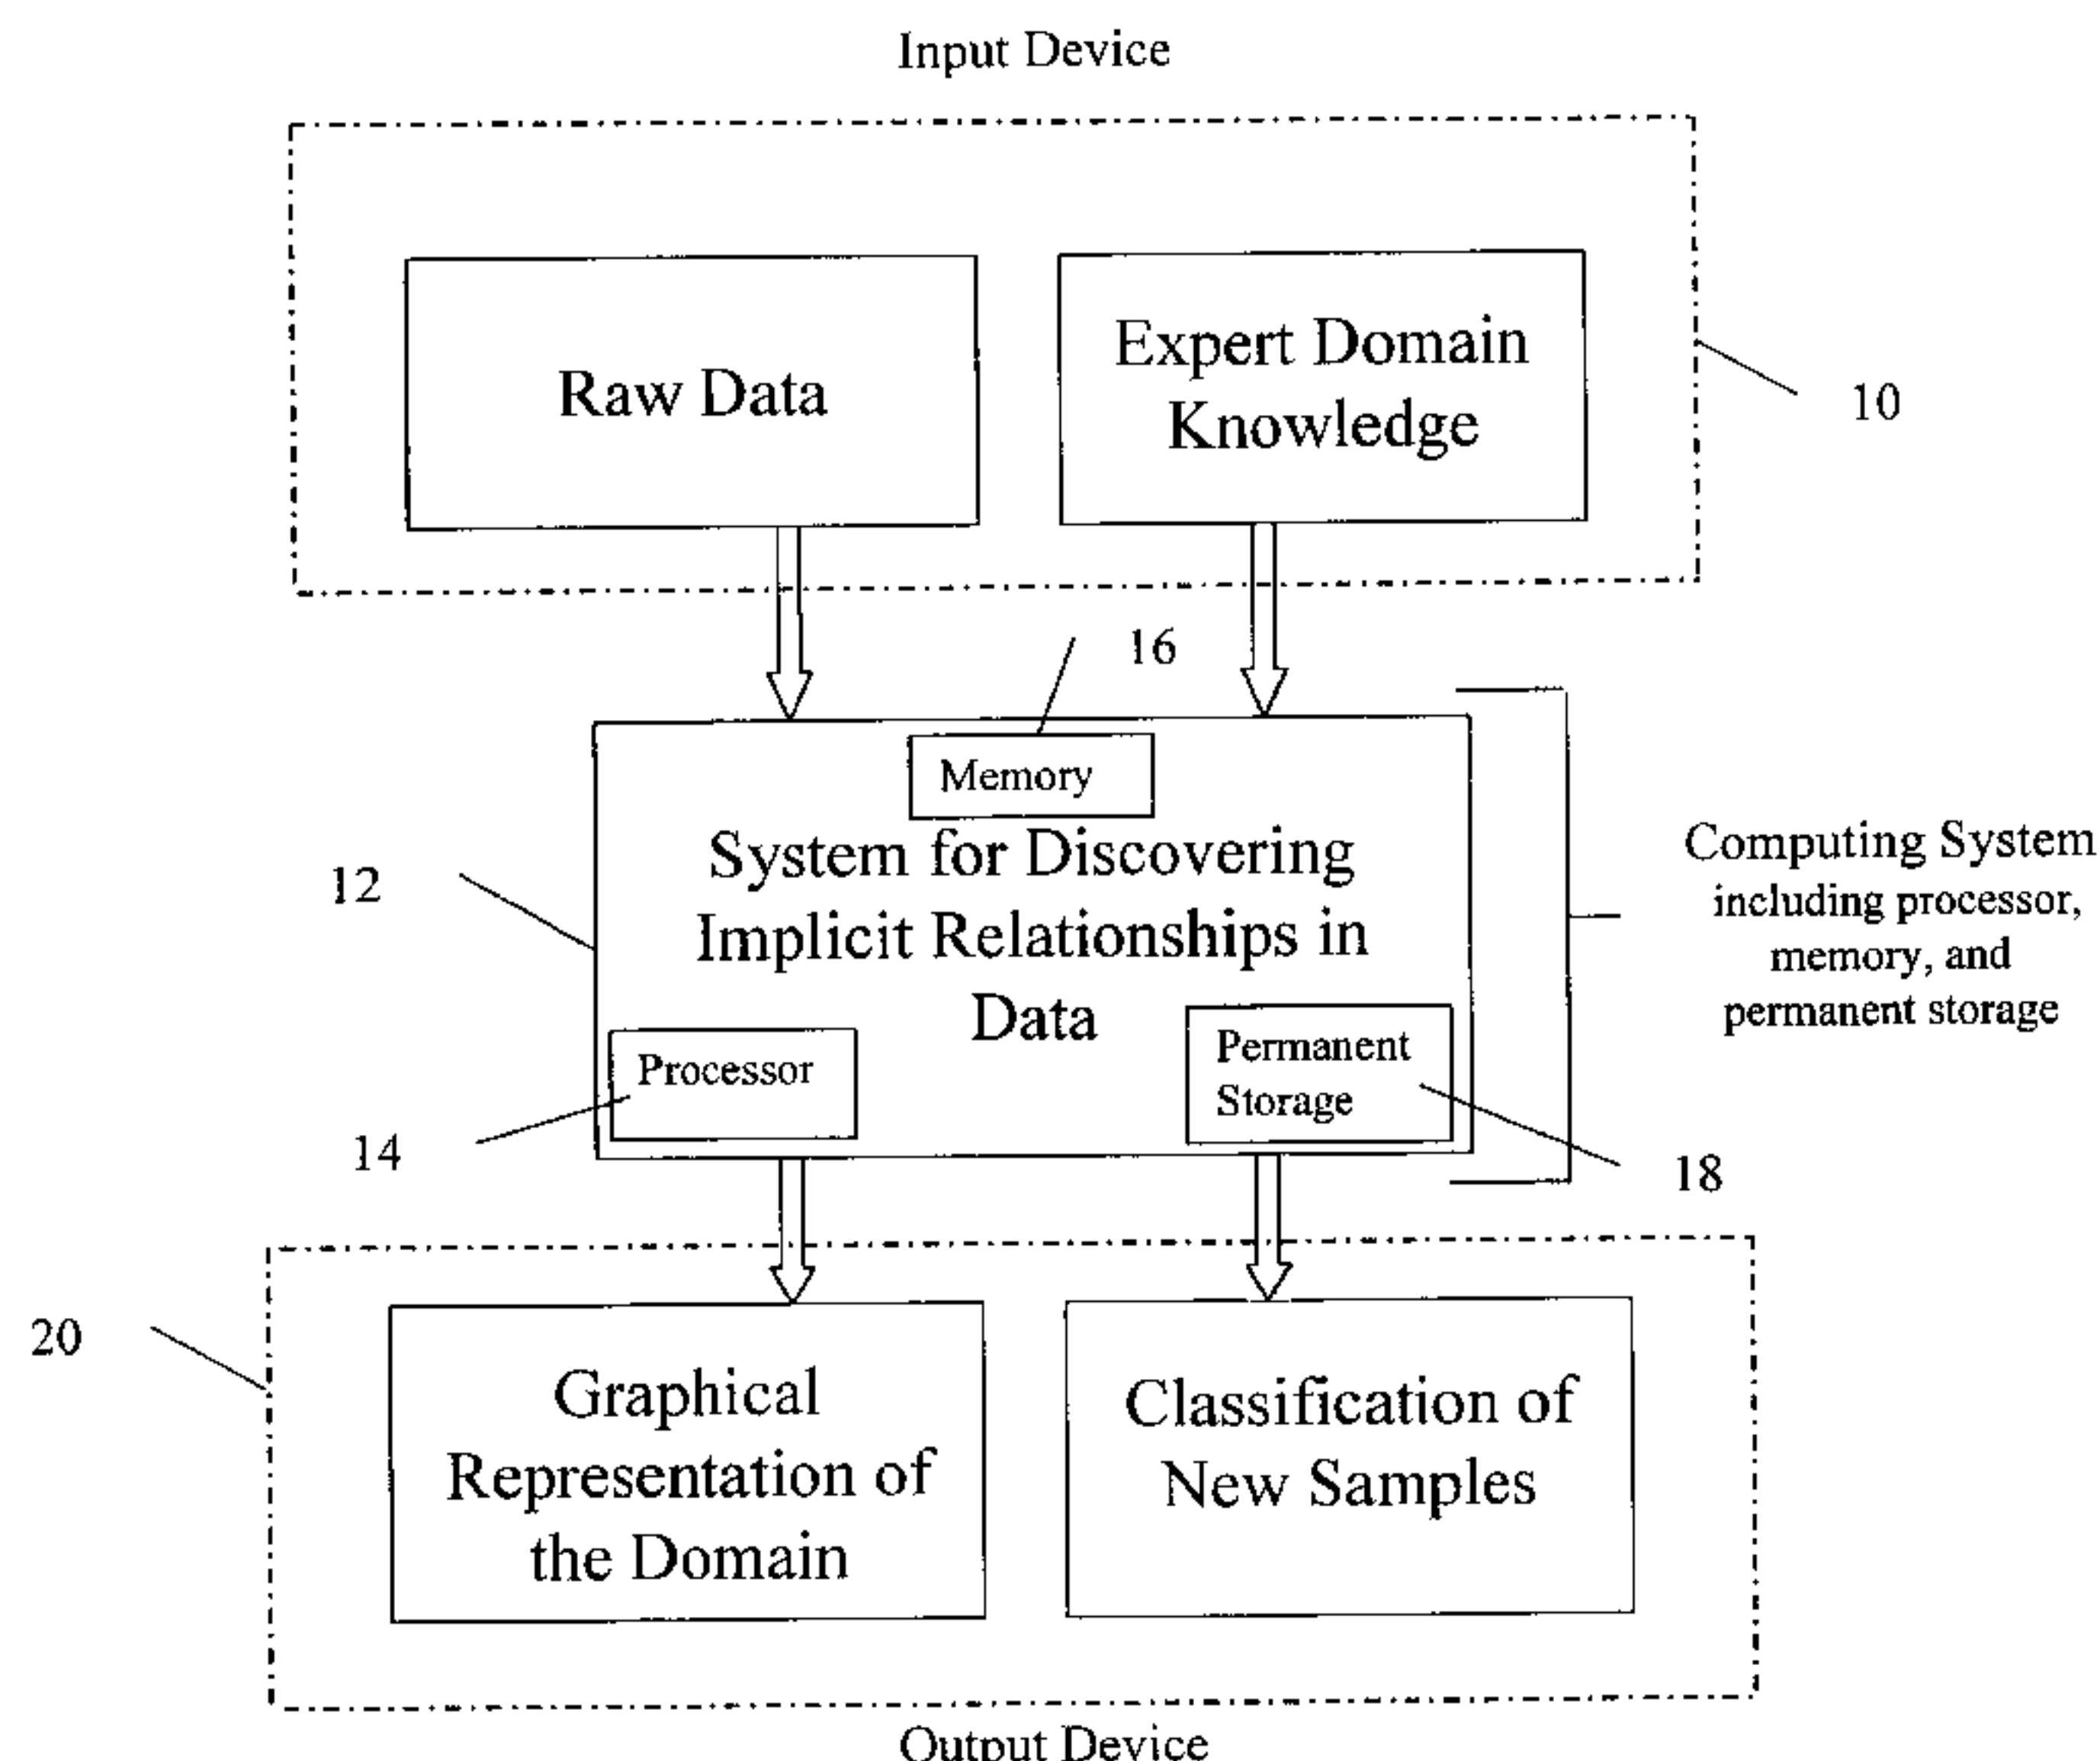 Input Device
Raw Data
Expert Domain
Knowledge
10
16
Memory
System for Discovering
Implicit Relationships in
Data
12
Processor
14
Permanent
Storage
18
Computing System
including processor,
memory, and
permanent storage
20
Graphical
Representation of
the Domain
Classification of
New Samples
Output Device